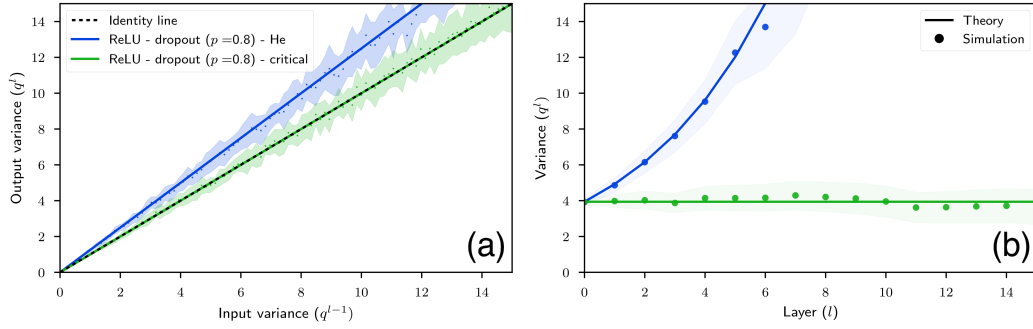 Output variance (q^l)
14
12
10
8
6
4
2
0
Identity line
ReLU - dropout (p =0.8) - He
ReLU - dropout (p =0.8) - critical
(a)
0 2 4 6 8 10 12 14
Input variance (q^{l−1})
Variance (q^l)
14
12
10
8
6
4
2
0
Theory
Simulation
(b)
0 2 4 6 8 10 12 14
Layer (l)